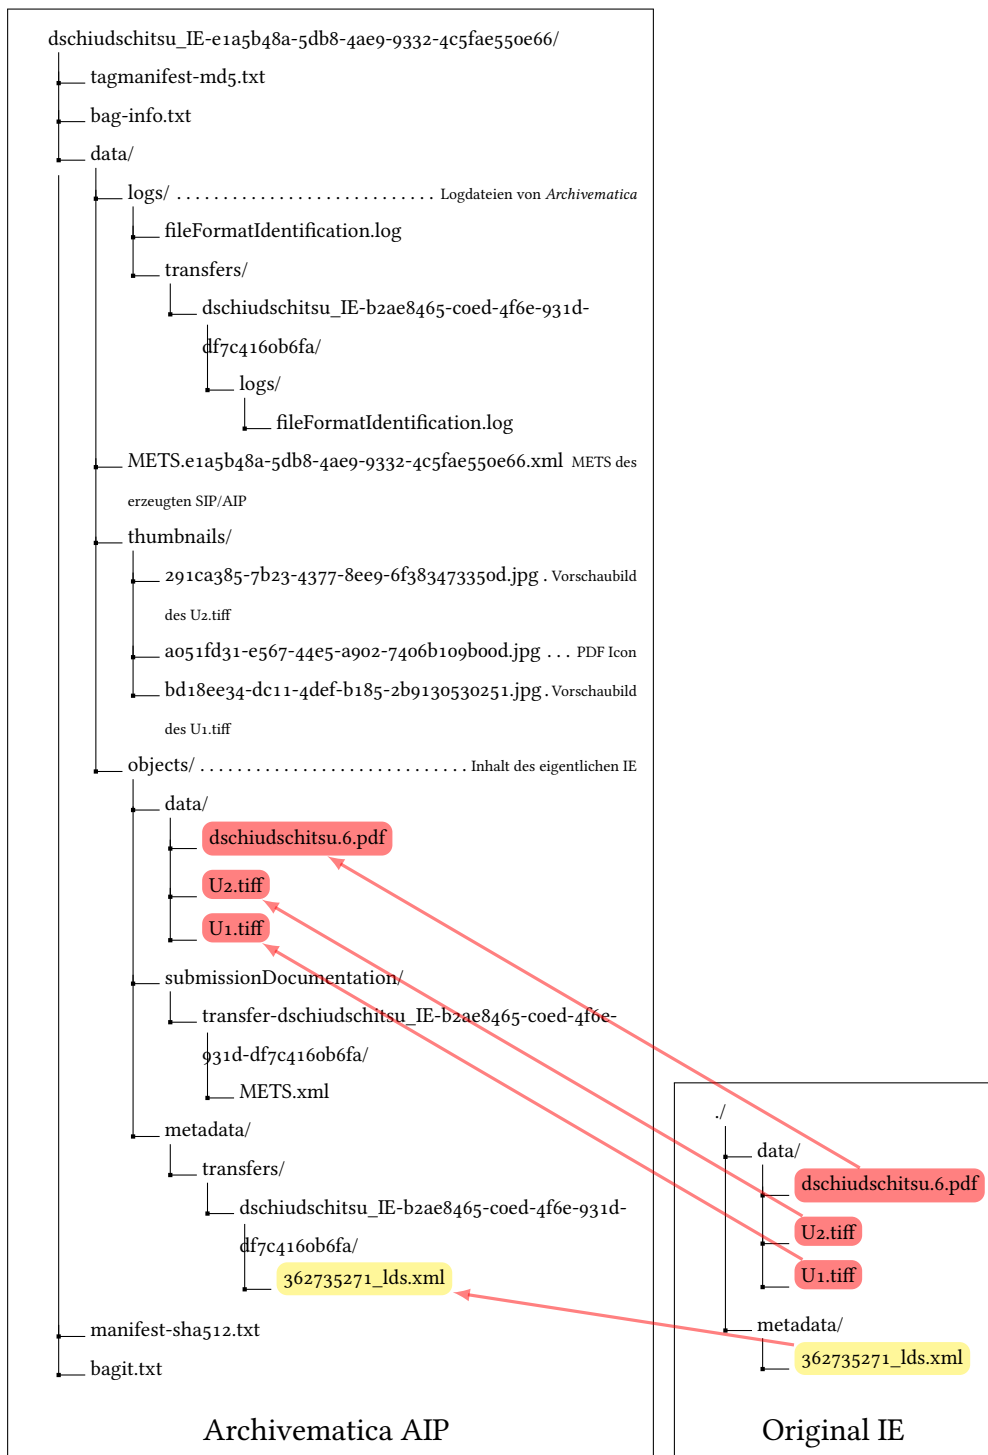 dschiudschitsu_IE-e1a5b48a-5db8-4ae9-9332-4c5fae550e66/
tagmanifest-md5.txt
bag-info.txt
data/
logs/ . . . . . . . . . . . . . . . . . . . . . . . . . . . . Logdateien von Archivematica
fileFormatIdentification.log
transfers/
dschiudschitsu_IE-b2ae8465-c0ed-4f6e-931d-
df7c4160b6fa/
logs/
fileFormatIdentification.log
METS.e1a5b48a-5db8-4ae9-9332-4c5fae550e66.xml METS des
erzeugten SIP/AIP
thumbnails/
291ca385-7b23-4377-8ee9-6f383473350d.jpg . Vorschaubild
des U2.tiff
a051fd31-e567-44e5-a902-7406b109b00d.jpg . . . PDF Icon
bd18ee34-dc11-4def-b185-2b9130530251.jpg . Vorschaubild
des U1.tiff
objects/ . . . . . . . . . . . . . . . . . . . . . . . . . . . . . Inhalt des eigentlichen IE
data/
dschiudschitsu.6.pdf
U2.tiff
U1.tiff
submissionDocumentation/
transfer-dschiudschitsu_IE-b2ae8465-c0ed-4f6e-
931d-df7c4160b6fa/
METS.xml
metadata/
transfers/
dschiudschitsu_IE-b2ae8465-c0ed-4f6e-931d-
df7c4160b6fa/
362735271_lds.xml
manifest-sha512.txt
bagit.txt
Archivematica AIP
./
data/
dschiudschitsu.6.pdf
U2.tiff
U1.tiff
metadata/
362735271_lds.xml
Original IE